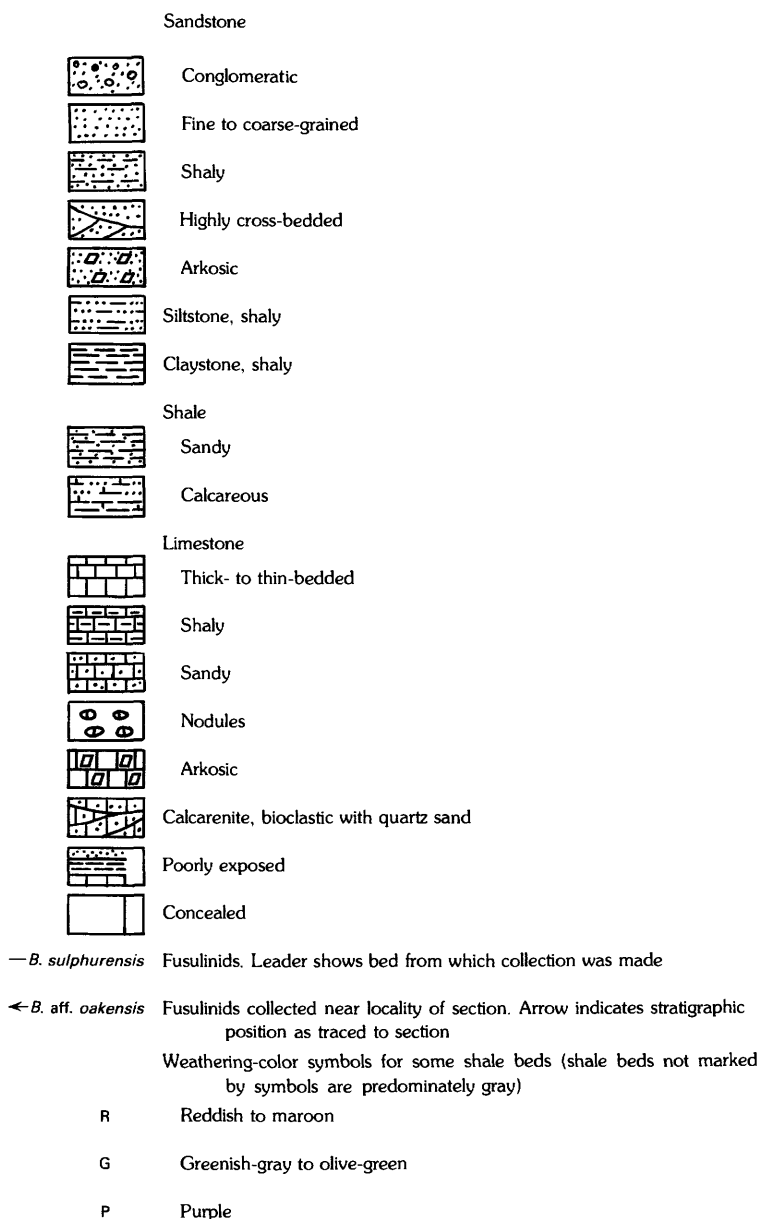 Sandstone
Conglomeratic
Fine to coarse-grained
Shaly
Highly cross-bedded
Arkosic
Siltstone, shaly
Claystone, shaly
Shale
Sandy
Calcareous
Limestone
Thick- to thin-bedded
Shaly
Sandy
Nodules
Arkosic
Calcarenite, bioclastic with quartz sand
Poorly exposed
Concealed
—B. sulphurensis Fusulinids. Leader shows bed from which collection was made
←B. aff. oakensis Fusulinids collected near locality of section. Arrow indicates stratigraphic
position as traced to section
Weathering-color symbols for some shale beds (shale beds not marked
by symbols are predominately gray)
R Reddish to maroon
G Greenish-gray to olive-green
P Purple